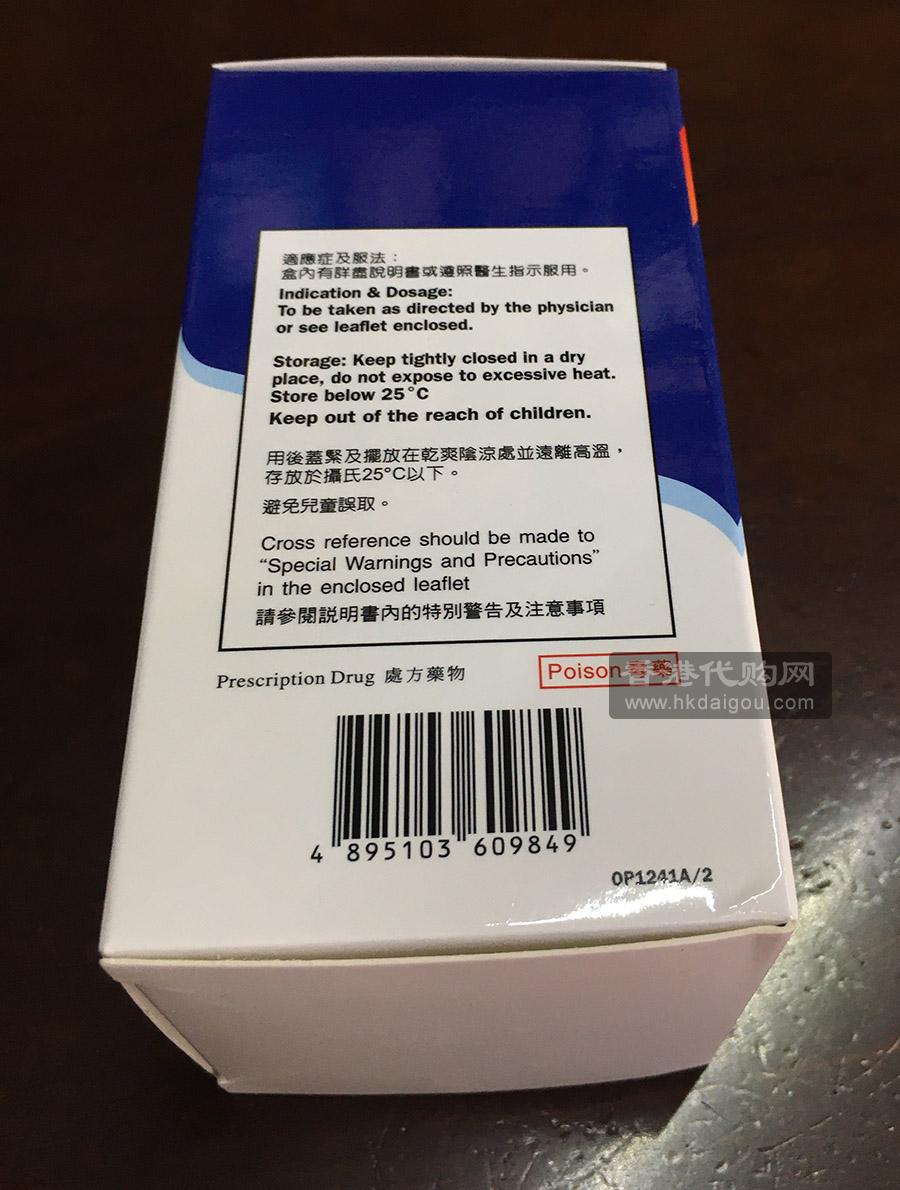 適應症及服法：
盒內有詳盡說明書或遵照醫生指示服用。
Indication & Dosage:
To be taken as directed by the physician
or see leaflet enclosed.
Storage: Keep tightly closed in a dry
place, do not expose to excessive heat.
Store below 25°C
Keep out of the reach of children.
用後蓋緊及擺放在乾爽陰涼處並遠離高溫，
存放於攝氏25°C以下。
避免兒童誤取。
Cross reference should be made to
“Special Warnings and Precautions”
in the enclosed leaflet
請參閱説明書內的特別警告及注意事項
Prescription Drug 處方藥物
Poison 毒藥
香港代购网
www.hkdaigou.com
4 895103 609849
OP1241A/2